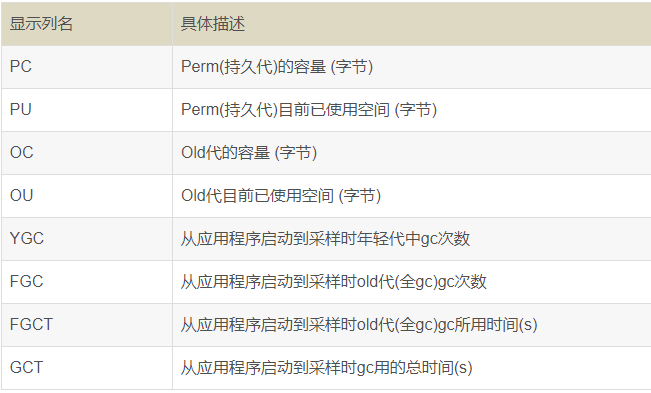 显示列名 具体描述
PC Perm(持久代)的容量 (字节)
PU Perm(持久代)目前已使用空间 (字节)
OC Old代的容量 (字节)
OU Old代目前已使用空间 (字节)
YGC 从应用程序启动到采样时年轻代中gc次数
FGC 从应用程序启动到采样时old代(全gc)gc次数
FGCT 从应用程序启动到采样时old代(全gc)gc所用时间(s)
GCT 从应用程序启动到采样时gc用的总时间(s)